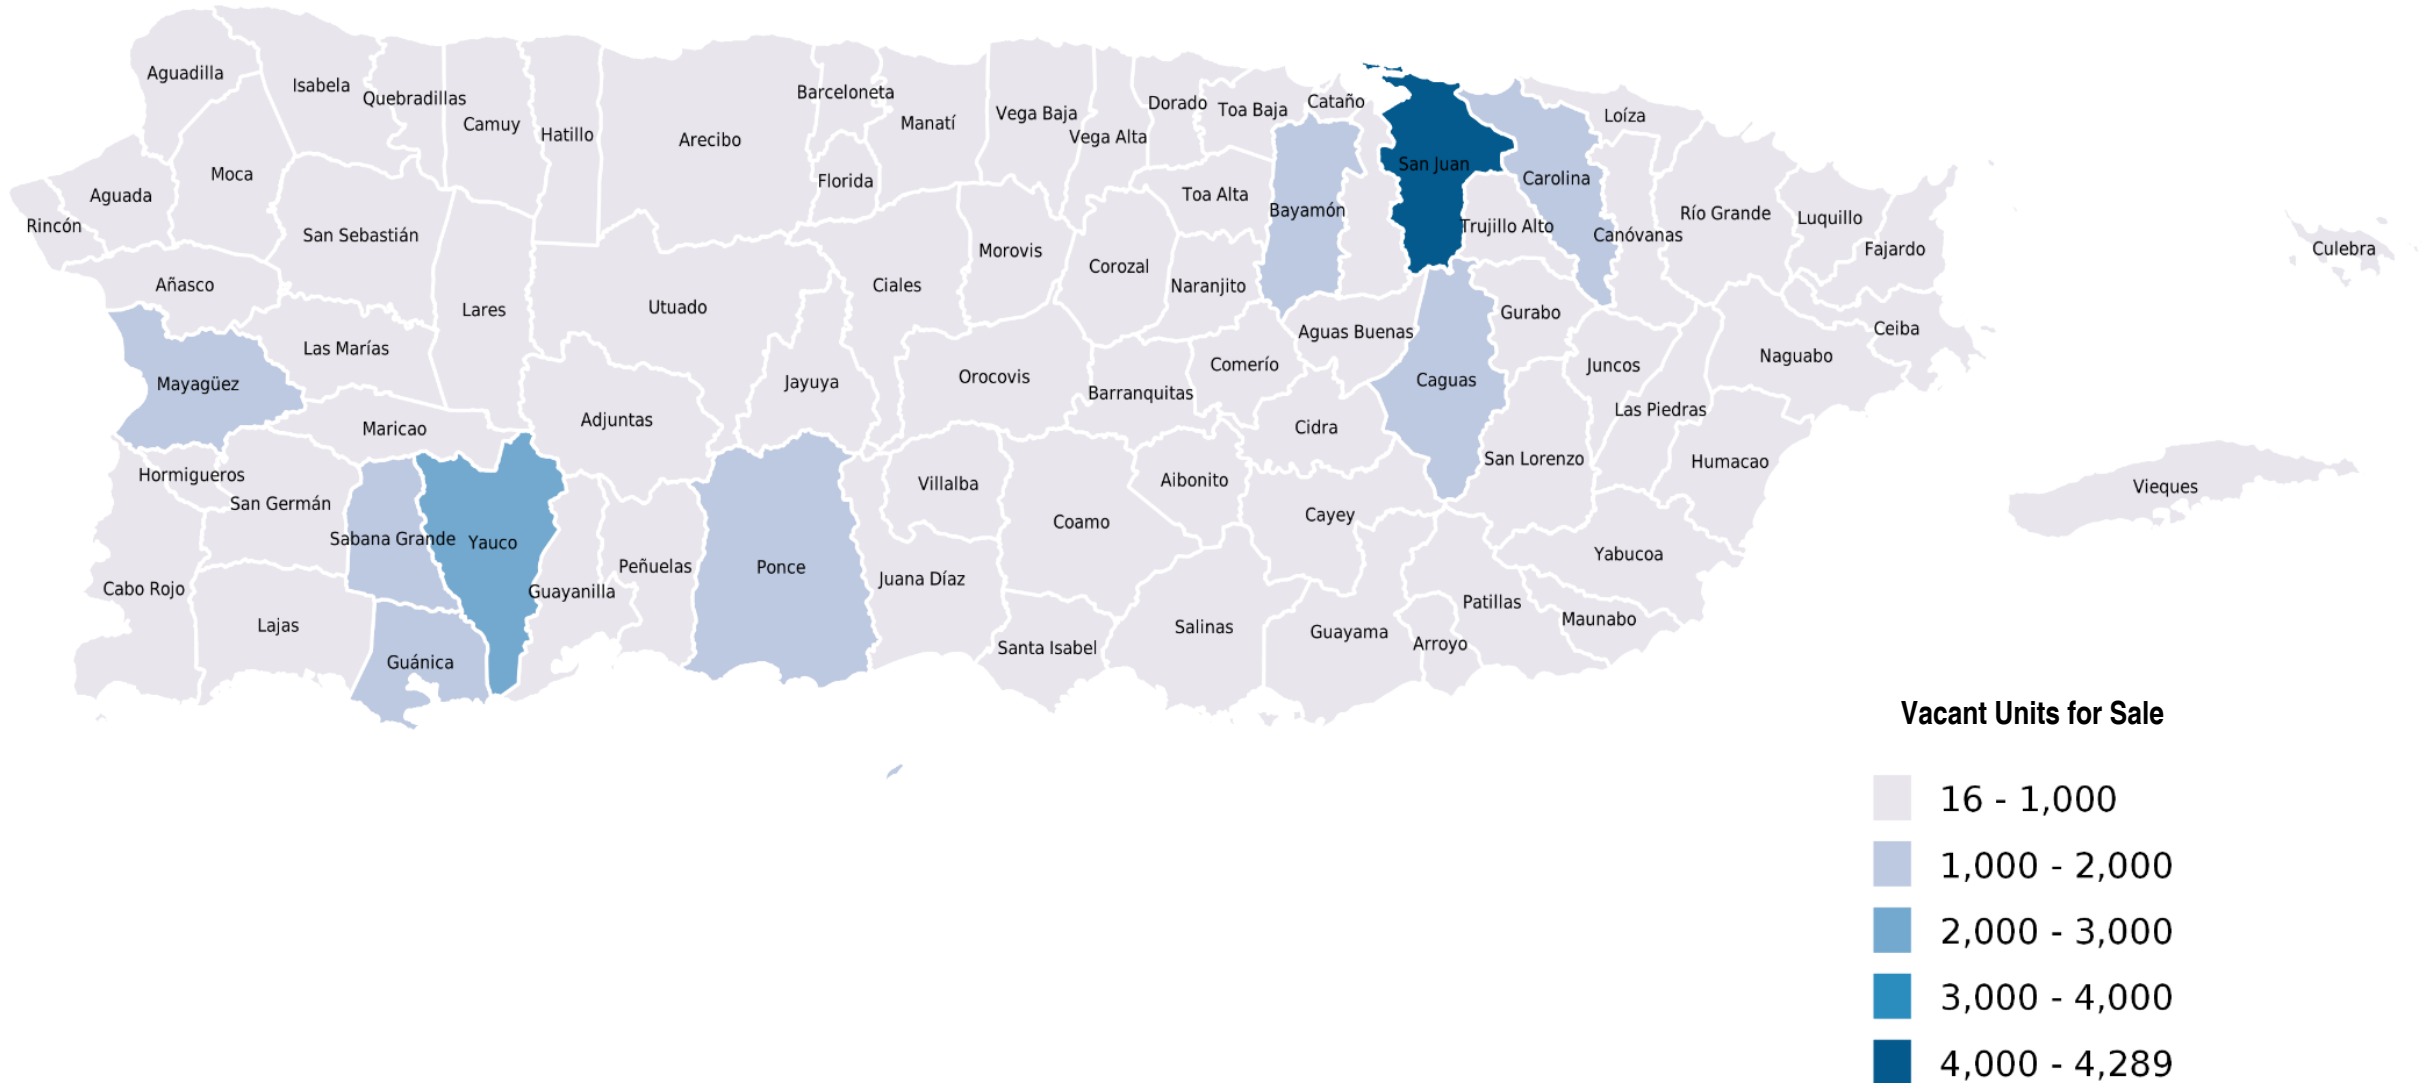 Aguadilla
Isabela
Quebradillas
Camuy
Hatillo
Arecibo
Barceloneta
Manatí
Vega Baja
Vega Alta
Dorado
Toa Baja
Cataño
Loíza
Rincón
Aguada
Moca
San Sebastián
Florida
Toa Alta
Bayamón
San Juan
Carolina
Trujillo Alto
Canóvanas
Río Grande
Luquillo
Fajardo
Culebra
Añasco
Lares
Utuado
Ciales
Morovis
Corozal
Naranjito
Aguas Buenas
Gurabo
Ceiba
Mayagüez
Las Marías
Jayuya
Orocovis
Barranquitas
Comerío
Caguas
Juncos
Naguabo
Maricao
Adjuntas
Cidra
Las Piedras
Hormigueros
San Germán
Villalba
Aibonito
San Lorenzo
Humacao
Vieques
Sabana Grande
Yauco
Coamo
Cayey
Cabo Rojo
Guayanilla
Peñuelas
Ponce
Juana Díaz
Yabucoa
Lajas
Guánica
Santa Isabel
Salinas
Guayama
Arroyo
Patillas
Maunabo
Vacant Units for Sale
16 - 1,000
1,000 - 2,000
2,000 - 3,000
3,000 - 4,000
4,000 - 4,289